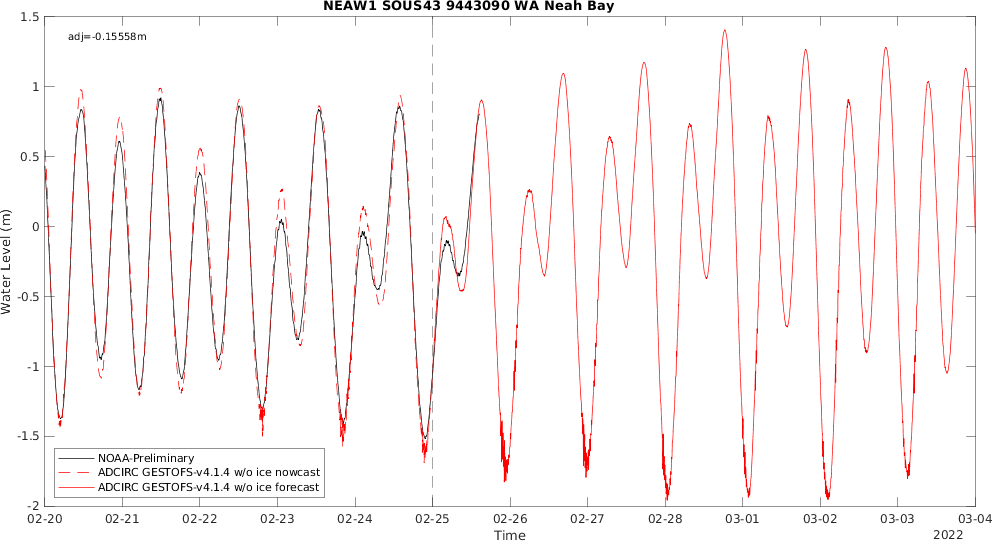 NEAW1 SOUS43 9443090 WA Neah Bay
adj=-0.15558m
1.5
1
0.5
0
-0.5
-1
-1.5
-2
Water Level (m)
NOAA-Preliminary
ADCIRC GESTOFS-v4.1.4 w/o ice nowcast
ADCIRC GESTOFS-v4.1.4 w/o ice forecast
02-20 02-21 02-22 02-23 02-24 02-25 02-26 02-27 02-28 03-01 03-02 03-03 03-04
Time
2022